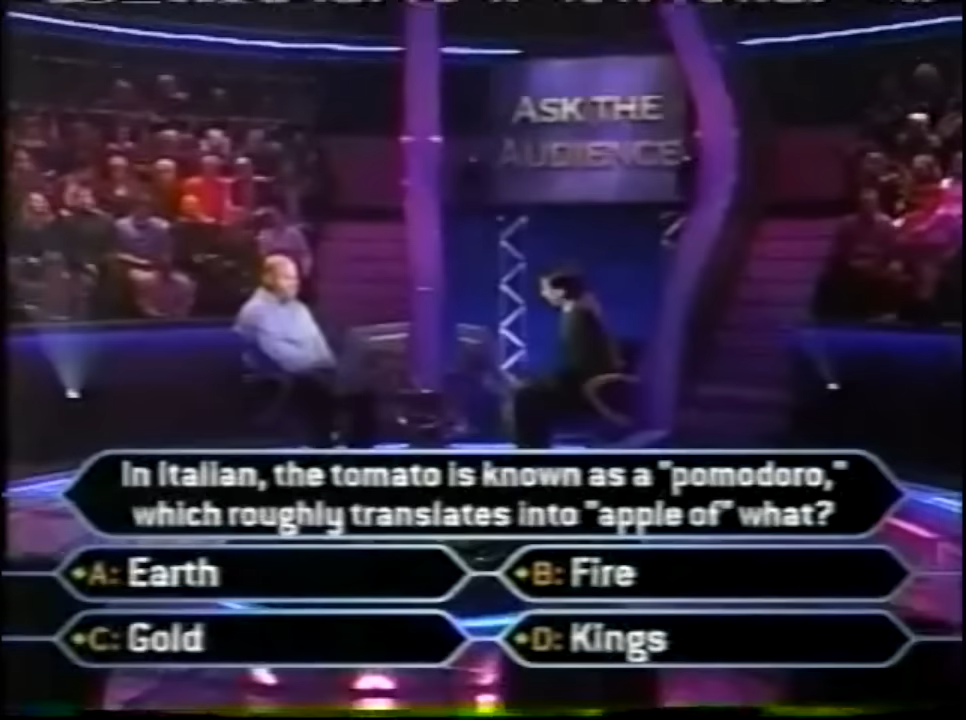 ASK THE
AUDIENCE
In Italian, the tomato is known as a "pomodoro,"
which roughly translates into "apple of" what?
A: Earth
B: Fire
C: Gold
D: Kings